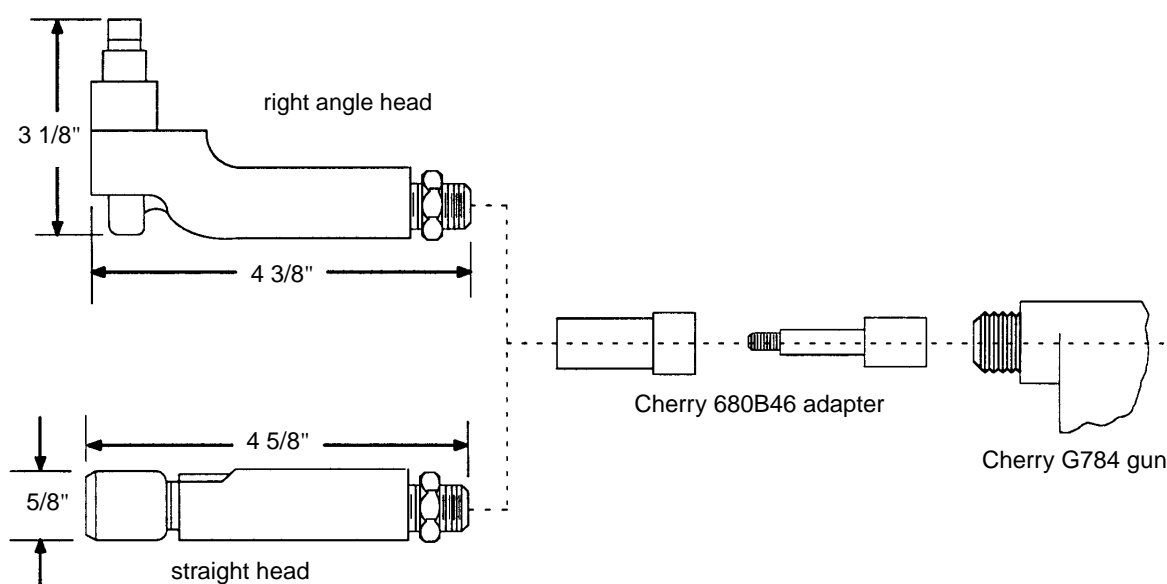 right angle head
3 1/8"
4 3/8"
Cherry 680B46 adapter
Cherry G784 gun
4 5/8"
5/8"
straight head